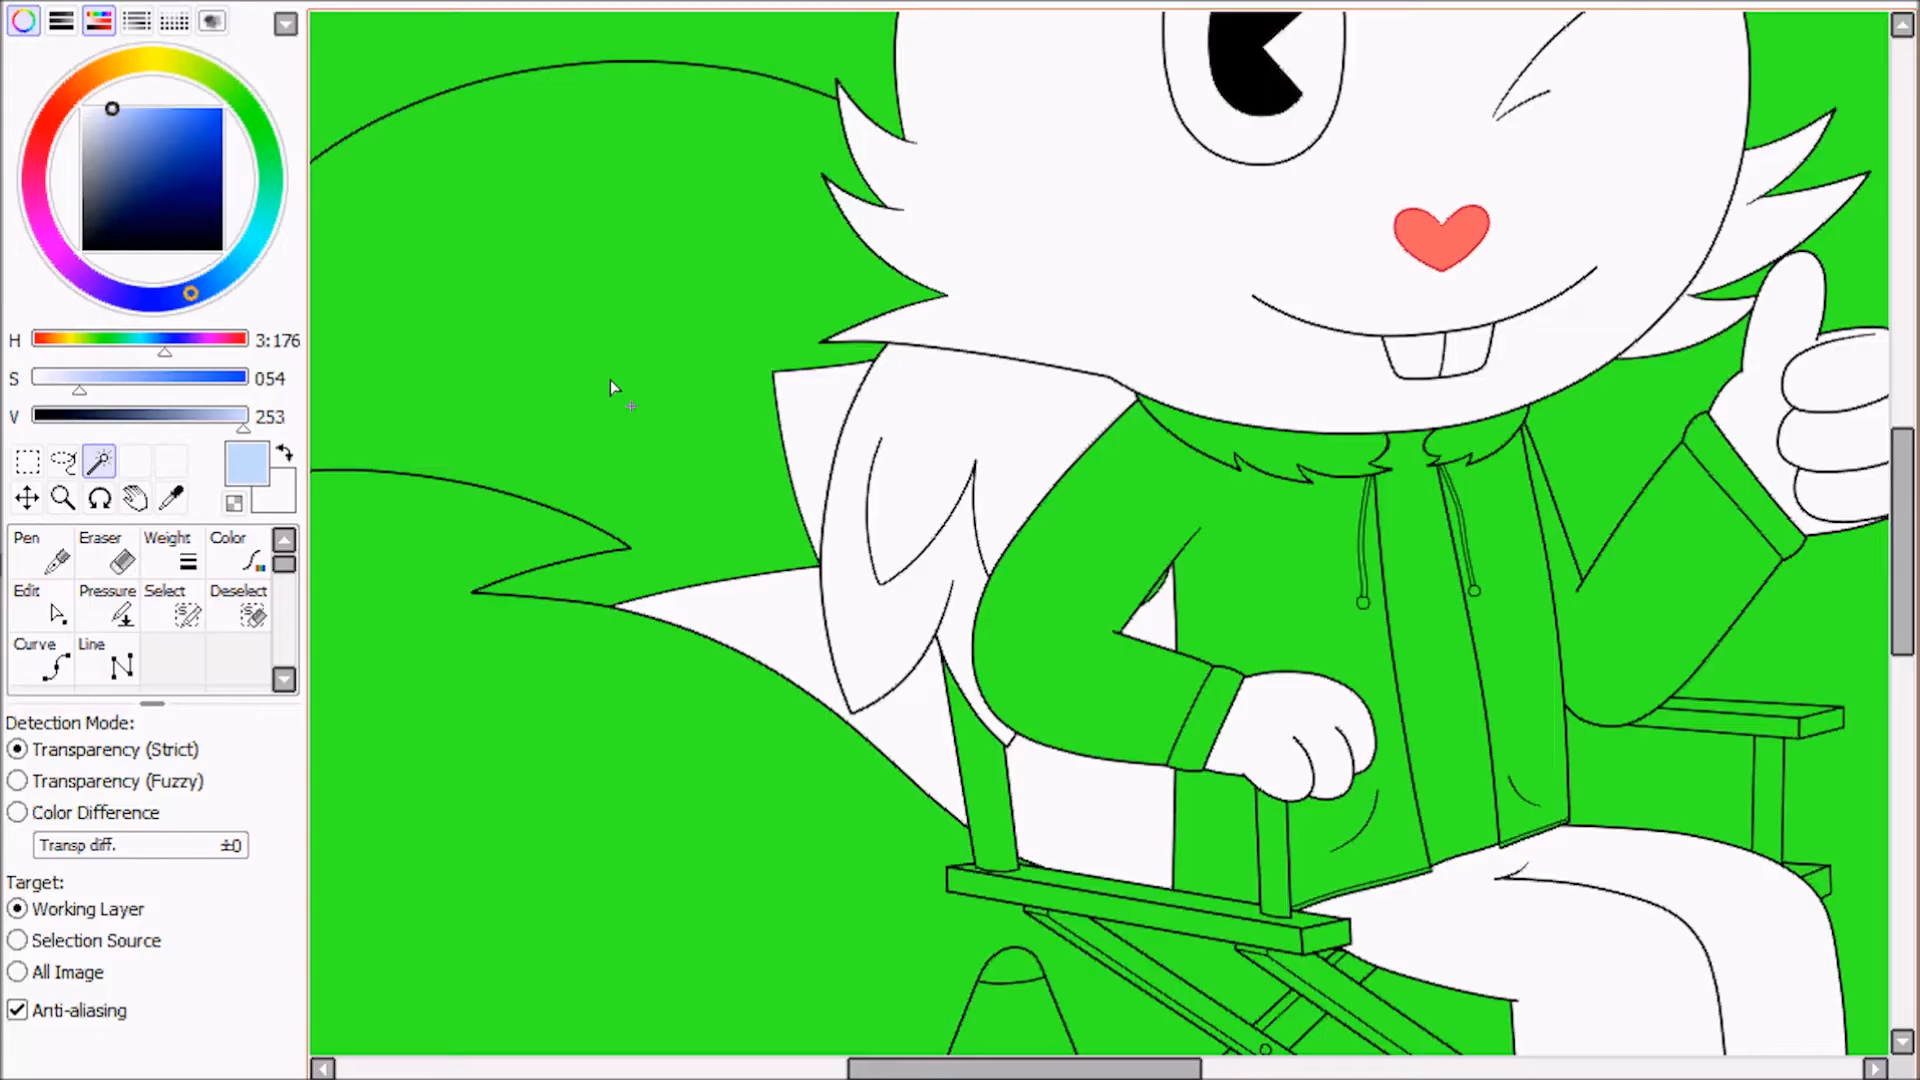 H 3:176
S 054
V 253
Pen Eraser Weight Color
Edit Pressure Select Deselect
Curve Line
Detection Mode:
Transparency (Strict)
Transparency (Fuzzy)
Color Difference
Transp diff. ±0
Target:
Working Layer
Selection Source
All Image
Anti-aliasing